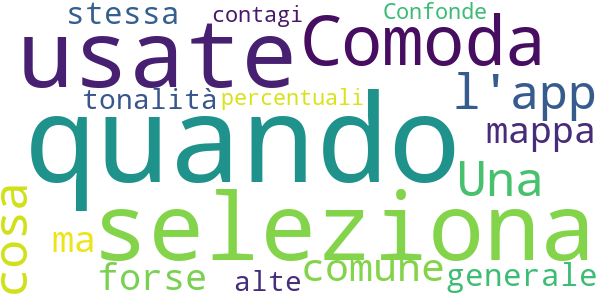 stessa contagi Confonde
usate Comoda
tonalità percentuali l'app
quando mappa
Una
cosa seleziona
ma
forse alte comune generale